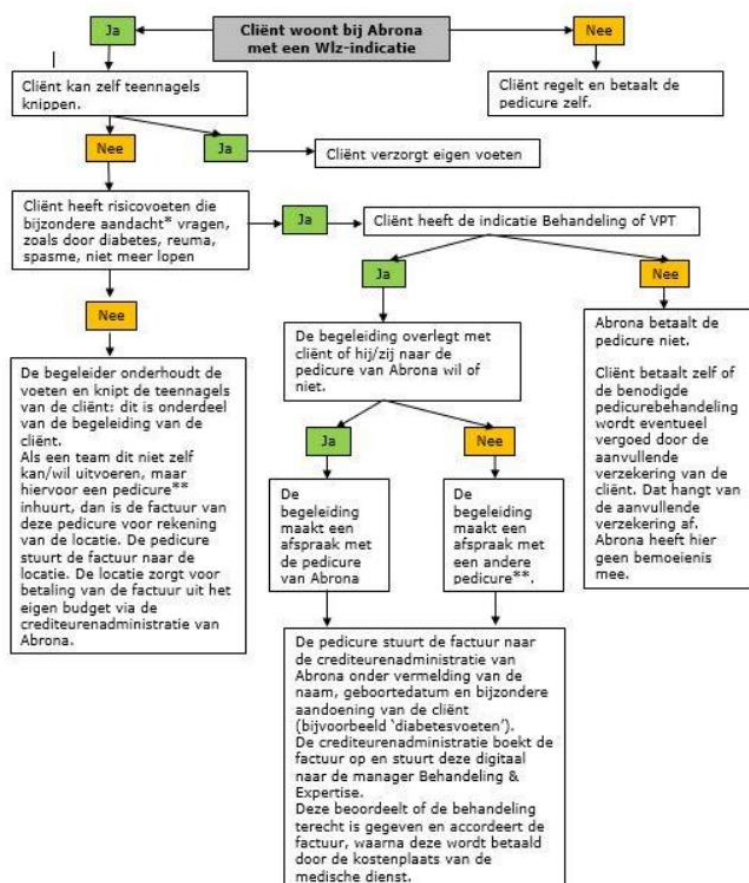 Ja
Cliënt woont bij Abrona
met een Wlz-indicatie
Nee
Cliënt kan zelf teennagels
knippen.
Cliënt regelt en betaalt de
pedicure zelf.
Nee
Ja
Cliënt verzorgt eigen voeten
Cliënt heeft risicovoeten die
bijzondere aandacht* vragen,
zoals door diabetes, reuma,
spasme, niet meer lopen
Ja
Cliënt heeft de indicatie Behandeling of VPT
Nee
Ja
Nee
De begeleider onderhoudt de
voeten en knipt de teennagels
van de cliënt: dit is onderdeel
van de begeleiding van de
cliënt.
Als een team dit niet zelf
kan/wil uitvoeren, maar
hiervoor een pedicure**
inhuurt, dan is de factuur van
deze pedicure voor rekening
van de locatie. De pedicure
stuurt de factuur naar de
locatie. De locatie zorgt voor
betaling van de factuur uit het
eigen budget via de
crediteurenadministratie van
Abrona.
De begeleiding overlegt met
cliënt of hij/zij naar de
pedicure van Abrona wil of
niet.
Abrona betaalt de
pedicure niet.
Cliënt betaalt zelf of
de benodigde
pedicurebehandeling
wordt eventueel
vergoed door de
aanvullende
verzekering van de
cliënt. Dat hangt van
de aanvullende
verzekering af.
Abrona heeft hier
geen bemoeienis
mee.
Ja
Nee
De
begeleiding
maakt een
afspraak met
de pedicure
van Abrona
De
begeleiding
maakt een
afspraak met
een andere
pedicure**.
De pedicure stuurt de factuur naar
de crediteurenadministratie van
Abrona onder vermelding van de
naam, geboortedatum en bijzondere
aandoening van de cliënt
(bijvoorbeeld ‘diabetesvoeten’).
De crediteurenadministratie boekt de
factuur op en stuurt deze digitaal
naar de manager Behandeling &
Expertise.
Deze beoordeelt of de behandeling
terecht is gegeven en accordeert de
factuur, waarna deze wordt betaald
door de kostenplaats van de
medische dienst.